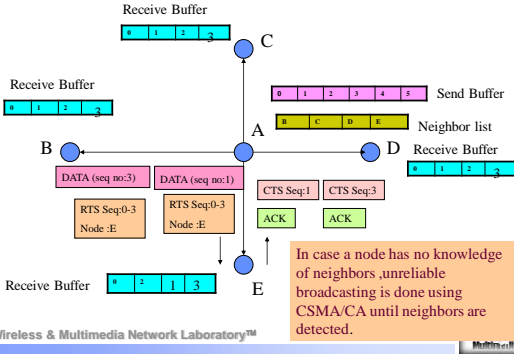 Receive Buffer
0 1 2 3
C
Receive Buffer
0 1 2 3
0 1 2 3 4 5
Send Buffer
B C D E
Neighbor list
A
B
D
Receive Buffer
0 1 2 3
DATA (seq no:3)
DATA (seq no:1)
CTS Seq:1
CTS Seq:3
RTS Seq:0-3
Node :E
RTS Seq:0-3
Node :E
ACK
ACK
In case a node has no knowledge
of neighbors ,unreliable
broadcasting is done using
CSMA/CA until neighbors are
detected.
Receive Buffer
0 2 1 3
E
Wireless & Multimedia Network Laboratory™